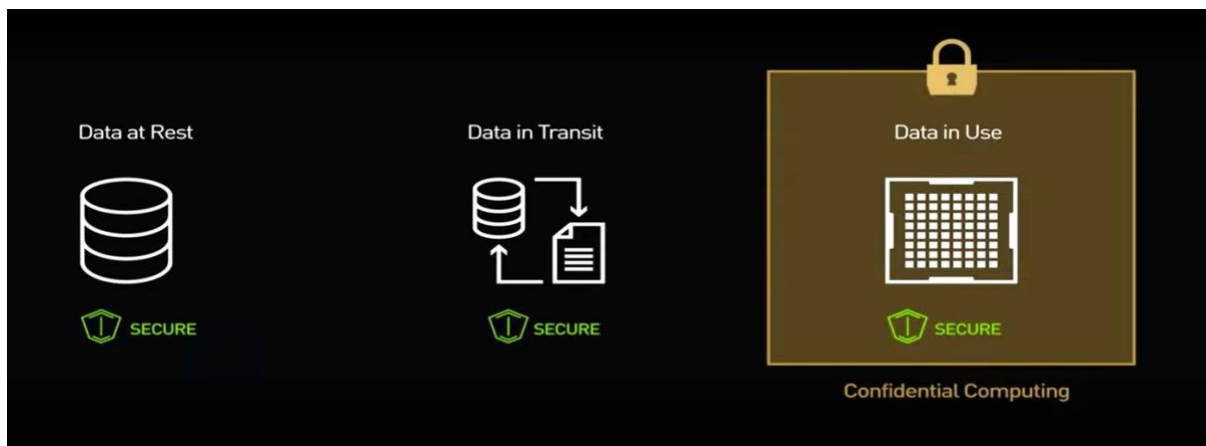 Data at Rest
Data in Transit
Data in Use
SECURE
SECURE
SECURE
Confidential Computing